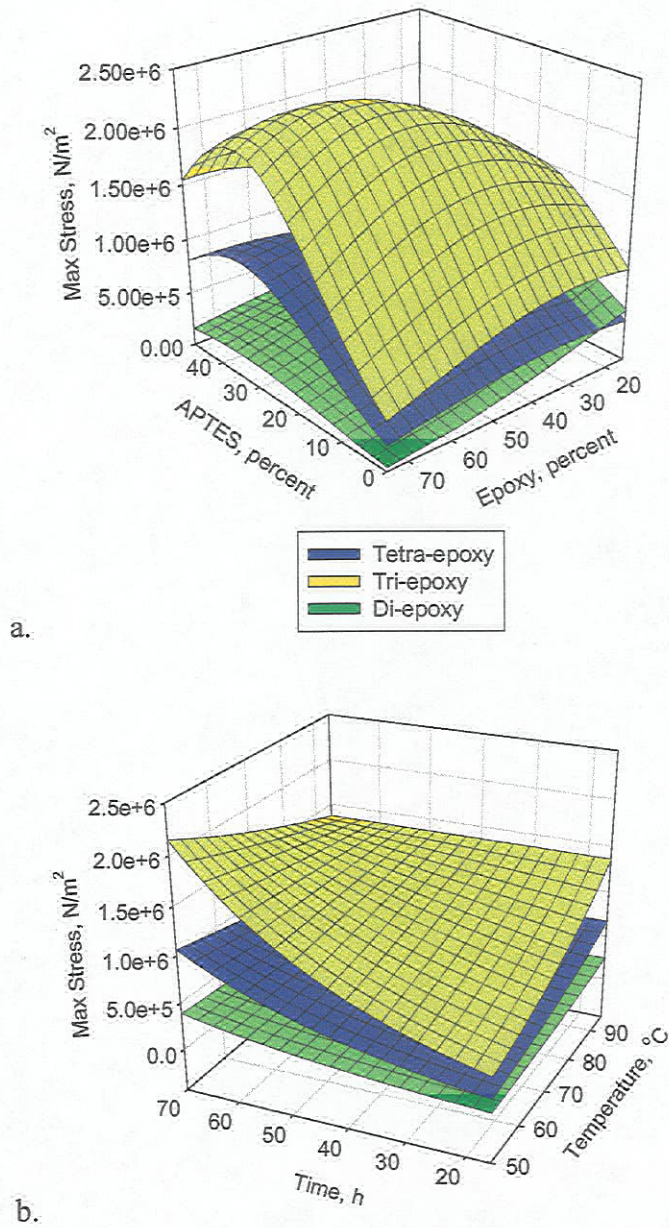 2.50e+6
2.00e+6
1.50e+6
1.00e+6
5.00e+5
0.00
Max Stress, N/m²
40
30
20
10
0
APTES, percent
70
60
50
40
30
20
Epoxy, percent
Tetra-epoxy
Tri-epoxy
Di-epoxy
a.
2.5e+6
2.0e+6
1.5e+6
1.0e+6
5.0e+5
0.0
Max Stress, N/m²
70
60
50
40
30
20
Time, h
50
60
70
80
90
Temperature, °C
b.